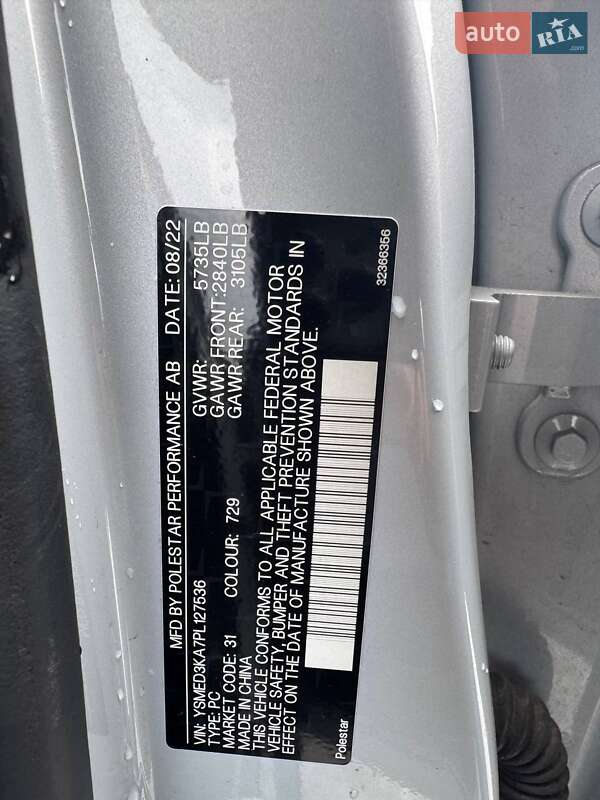 auto RIA .com
MFD BY POLESTAR PERFORMANCE AB DATE: 08/22
GVWR: 5735LB
GAWR FRONT: 2840LB
GAWR REAR: 3105LB
VIN: YSMED3KA7PL127536
TYPE: PC
MARKET CODE: 31 COLOUR: 729
MADE IN CHINA
THIS VEHICLE CONFORMS TO ALL APPLICABLE FEDERAL MOTOR
VEHICLE SAFETY, BUMPER AND THEFT PREVENTION STANDARDS IN
EFFECT ON THE DATE OF MANUFACTURE SHOWN ABOVE.
Polestar 32366356